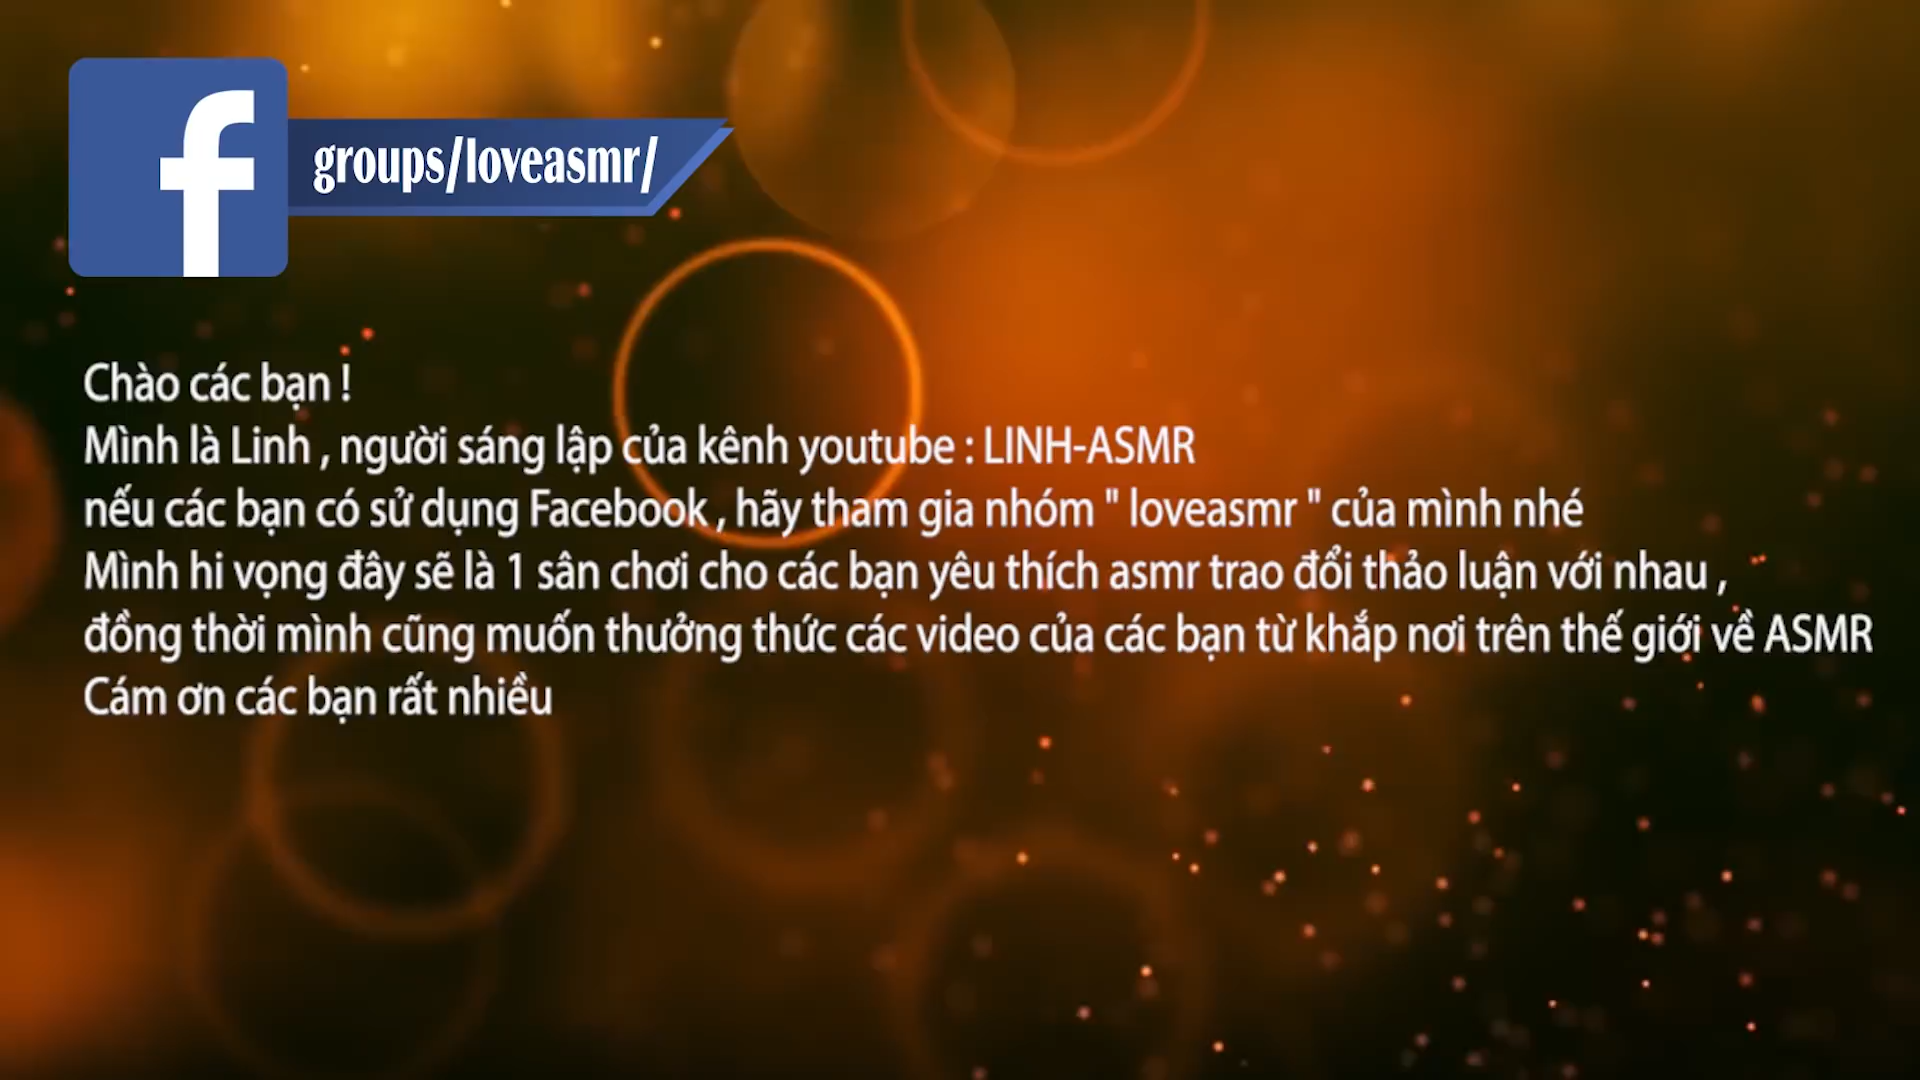 groups/loveasmr/
Chào các bạn !
Mình là Linh , người sáng lập của kênh youtube : LINH-ASMR
nếu các bạn có sử dụng Facebook , hãy tham gia nhóm " loveasmr " của mình nhé
Mình hi vọng đây sẽ là 1 sân chơi cho các bạn yêu thích asmr trao đổi thảo luận với nhau ,
đồng thời mình cũng muốn thưởng thức các video của các bạn từ khắp nơi trên thế giới về ASMR
Cám ơn các bạn rất nhiều